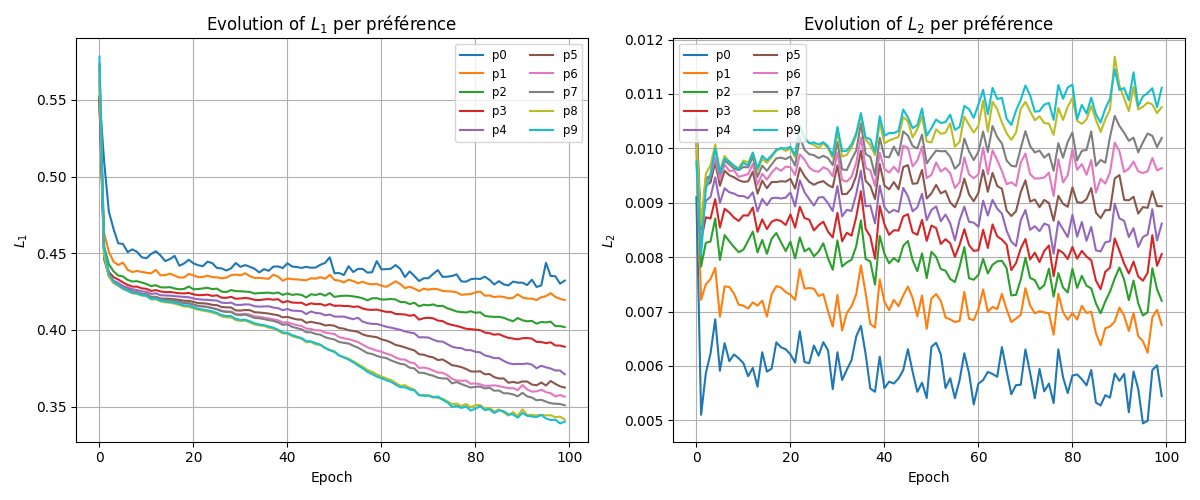 Evolution of L₁ per préférence
L₁
0.55
0.50
0.45
0.40
0.35
p0 p5
p1 p6
p2 p7
p3 p8
p4 p9
0 20 40 60 80 100
Epoch
Evolution of L₂ per préférence
L₂
0.012
0.011
0.010
0.009
0.008
0.007
0.006
0.005
p0 p5
p1 p6
p2 p7
p3 p8
p4 p9
0 20 40 60 80 100
Epoch